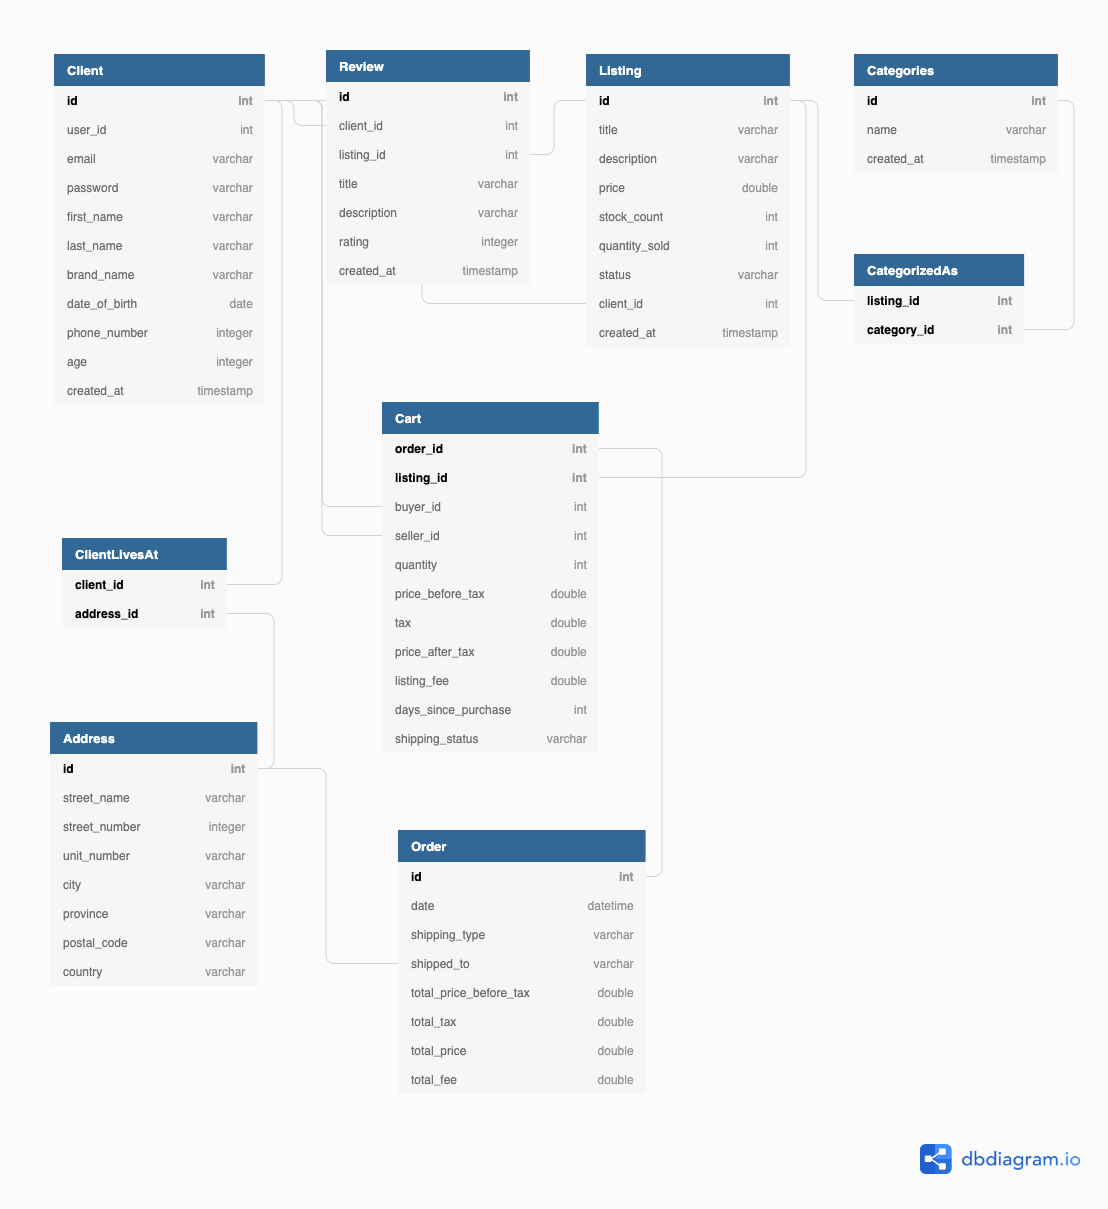 Client
id int
user_id int
email varchar
password varchar
first_name varchar
last_name varchar
brand_name varchar
date_of_birth date
phone_number integer
age integer
created_at timestamp
Review
id int
client_id int
listing_id int
title varchar
description varchar
rating integer
created_at timestamp
Listing
id int
title varchar
description varchar
price double
stock_count int
quantity_sold int
status varchar
client_id int
created_at timestamp
Categories
id int
name varchar
created_at timestamp
CategorizedAs
listing_id int
category_id int
Cart
order_id int
listing_id int
buyer_id int
seller_id int
quantity int
price_before_tax double
tax double
price_after_tax double
listing_fee double
days_since_purchase int
shipping_status varchar
ClientLivesAt
client_id int
address_id int
Address
id int
street_name varchar
street_number integer
unit_number varchar
city varchar
province varchar
postal_code varchar
country varchar
Order
id int
date datetime
shipping_type varchar
shipped_to varchar
total_price_before_tax double
total_tax double
total_price double
total_fee double
dbdiagram.io